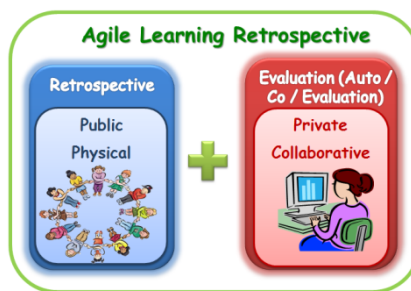 Agile Learning Retrospective
Retrospective
Public
Physical
Evaluation (Auto /
Co / Evaluation)
Private
Collaborative